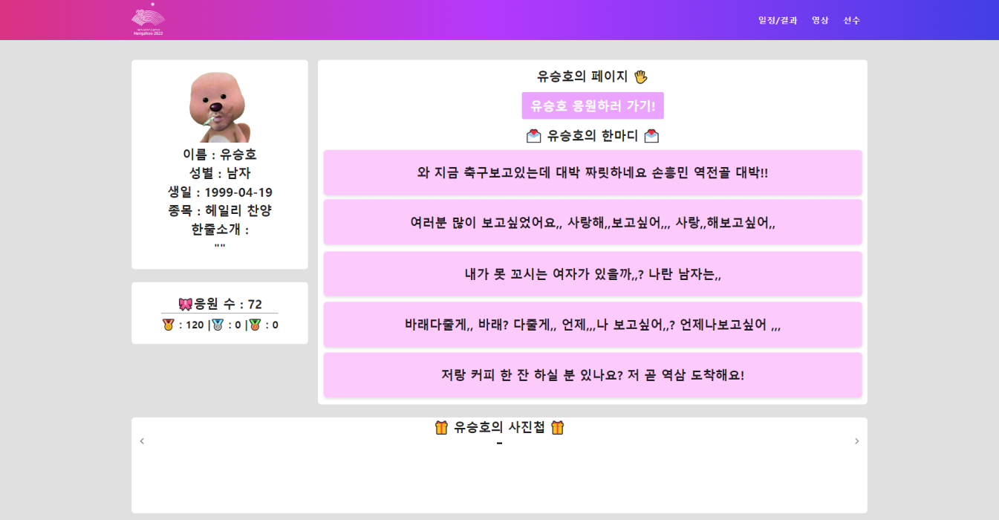 Hangzhou 2022
일정/결과 영상 선수
이름 : 유승호
성별 : 남자
생일 : 1999-04-19
종목 : 헤일리 찬양
한줄소개 :
""
응원 수 : 72
: 120 | : 0 | : 0
유승호의 페이지
유승호 응원하러 가기!
유승호의 한마디
와 지금 축구보고있는데 대박 짜릿하네요 손흥민 역전골 대박!!
여러분 많이 보고싶었어요,, 사랑해,,보고싶어,,, 사랑,,해보고싶어,,
내가 못 꼬시는 여자가 있을까,,? 나란 남자는,,
바래다줄게,, 바래? 다줄게,, 언제,,,나 보고싶어,,? 언제나보고싶어 ,,,
저랑 커피 한 잔 하실 분 있나요? 저 곧 역삼 도착해요!
유승호의 사진첩